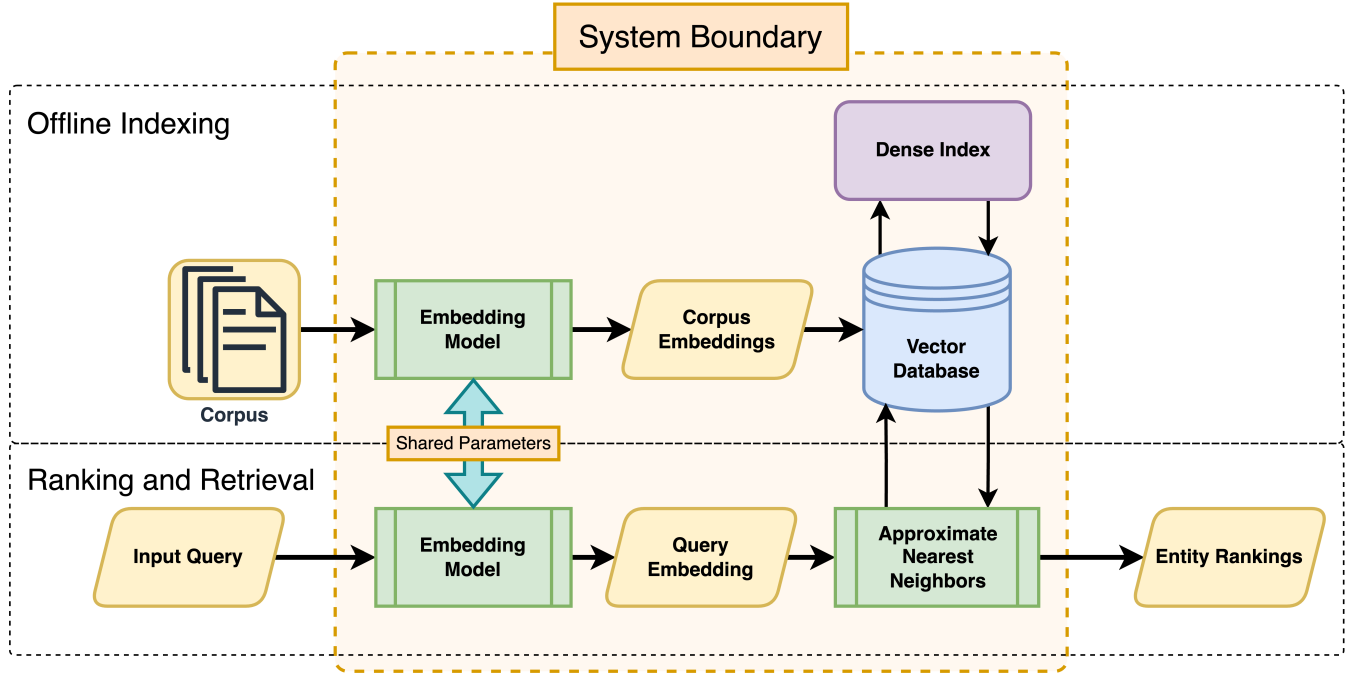 System Boundary
Offline Indexing
Dense Index
Embedding
Model
Corpus
Embeddings
Vector
Database
Corpus
Shared Parameters
Ranking and Retrieval
Input Query
Embedding
Model
Query
Embedding
Approximate
Nearest
Neighbors
Entity Rankings